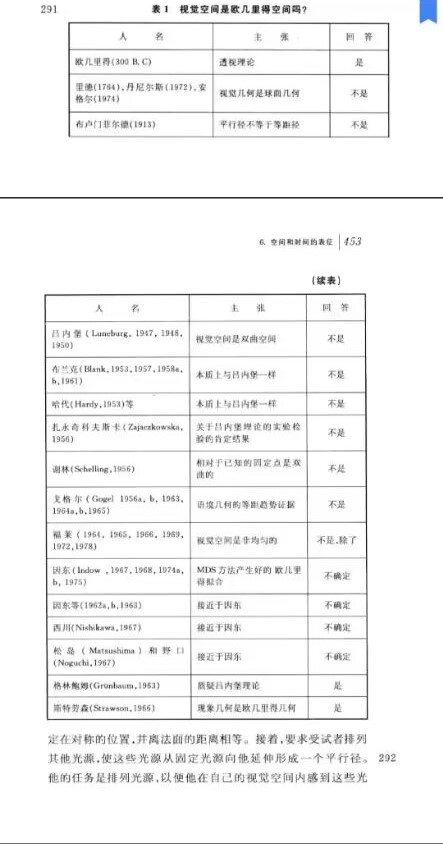 291
表 1 视觉空间是欧几里得空间吗?
人 名 主 张 回 答
欧几里得(300 B.C) 透视理论 是
里德(1764),丹尼尔斯(1972),安
格尔(1974) 视觉几何是球面几何 不是
布卢门菲尔德(1913) 平行径不等于等距径 不是
6. 空间和时间的表征 453
(续表)
人 名 主 张 回 答
吕内堡(Luneburg, 1947, 1948,
1950) 视觉空间是双曲空间 不是
布兰克(Blank,1953,1957,1958a,
b,1961) 本质上与吕内堡一样 不是
哈代(Hardy,1953)等 本质上与吕内堡一样 不是
扎永奇科夫斯卡(Zajaczkowska,
1956) 关于吕内堡理论的实验检
验的肯定结果 不是
谢林(Schelling,1956) 相对于已知的固定点是双
曲的 不是
戈格尔(Gogel 1956a, b, 1963,
1964a,b,1965) 语境几何的等距趋势证据 不是
福莱(1964, 1965, 1966, 1969,
1972,1978) 视觉空间是非均匀的 不是,除了
因东(Indow ,1967,1968,1974a,
b, 1975) MDS方法产生好的 欧几里
得拟合 不确定
因东等(1962a,b,1963) 接近于因东 不确定
西川(Nishikawa,1967) 接近于因东 不确定
松岛(Matsushima)和野口
(Noguchi,1967) 接近于因东 不确定
格林鲍姆(Grünbaum,1963) 质疑吕内堡理论 是
斯特劳森(Strawson,1966) 现象几何是欧几里得几何 是
定在对称的位置,并离法面的距离相等。接着,要求受试者排列
其他光源,使这些光源从固定光源向他延伸形成一个平行径。 292
他的任务是排列光源,以便他在自己的视觉空间内感到这些光